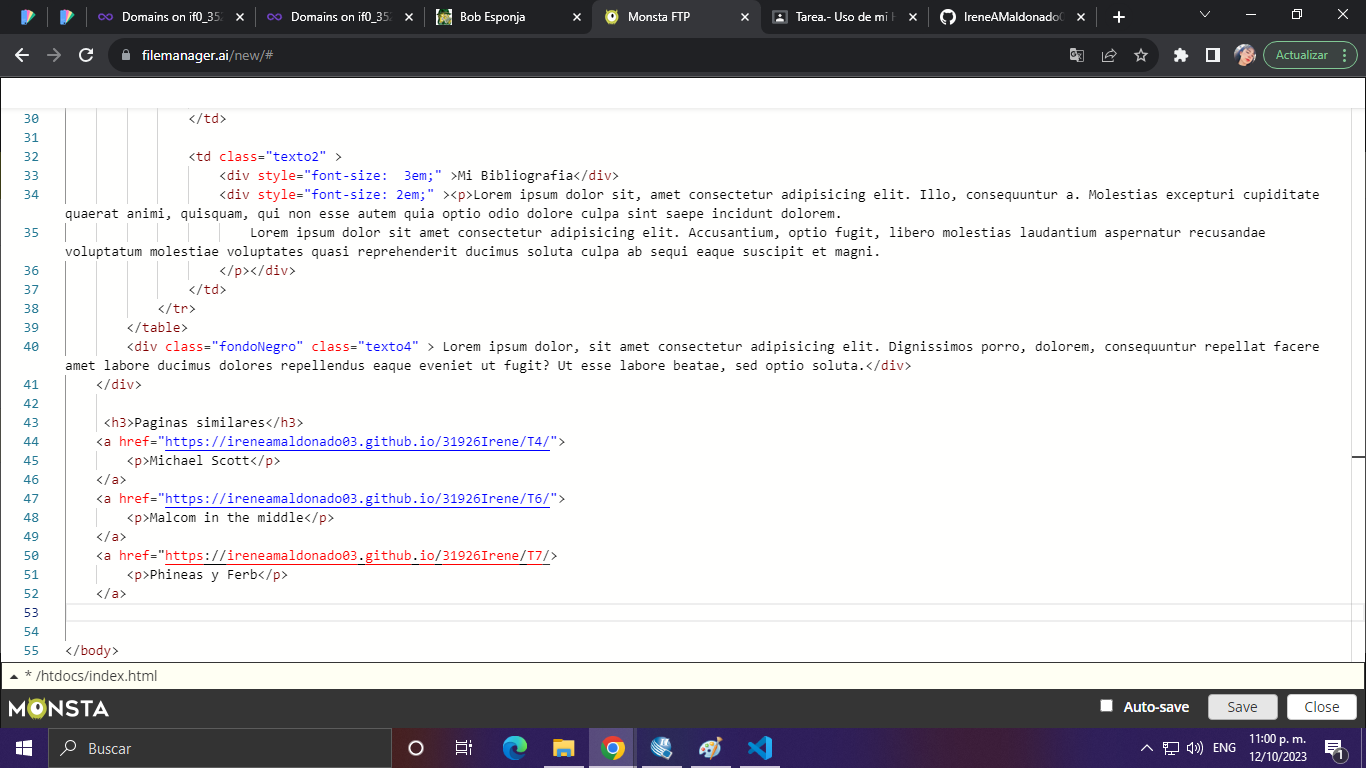 Domains on if0_352
Domains on if0_352
Bob Esponja
Monsta FTP
Tarea.- Uso de mi H
IreneAMaldonado0
filemanager.ai/new/#
Actualizar
30 </td>
31
32 <td class="texto2" >
33 <div style="font-size:  3em;" >Mi Bibliografia</div>
34 <div style="font-size: 2em;" ><p>Lorem ipsum dolor sit, amet consectetur adipisicing elit. Illo, consequuntur a. Molestias excepturi cupiditate
quaerat animi, quisquam, qui non esse autem quia optio odio dolore culpa sint saepe incidunt dolorem.
35 Lorem ipsum dolor sit amet consectetur adipisicing elit. Accusantium, optio fugit, libero molestias laudantium aspernatur recusandae
voluptatum molestiae voluptates quasi reprehenderit ducimus soluta culpa ab sequi eaque suscipit et magni.
36 </p></div>
37 </td>
38 </tr>
39 </table>
40 <div class="fondoNegro" class="texto4" > Lorem ipsum dolor, sit amet consectetur adipisicing elit. Dignissimos porro, dolorem, consequuntur repellat facere
amet labore ducimus dolores repellendus eaque eveniet ut fugit? Ut esse labore beatae, sed optio soluta.</div>
41 </div>
42
43 <h3>Paginas similares</h3>
44 <a href="https://ireneamaldonado03.github.io/31926Irene/T4/">
45 <p>Michael Scott</p>
46 </a>
47 <a href="https://ireneamaldonado03.github.io/31926Irene/T6/">
48 <p>Malcom in the middle</p>
49 </a>
50 <a href="https://ireneamaldonado03.github.io/31926Irene/T7/>
51 <p>Phineas y Ferb</p>
52 </a>
53
54
55 </body>
* /htdocs/index.html
MONSTA
Auto-save
Save
Close
Buscar
ENG
11:00 p. m.
12/10/2023
1